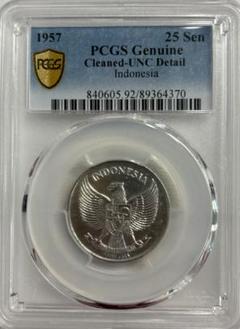 1957 25 Sen
PCGS Genuine
Cleaned-UNC Detail
Indonesia
840605.92/89364370
PCGS
INDONESIA